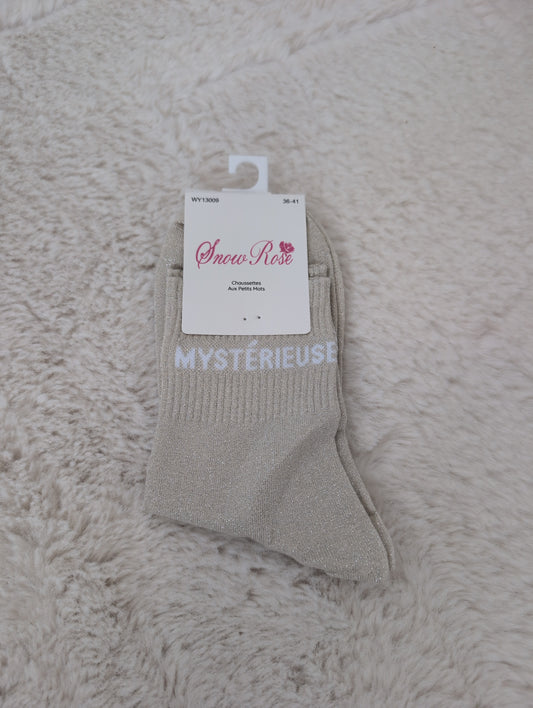 WY13009 36-41
Snow Rose
Chaussettes
Aux Petits Mots
MYSTÉRIEUSE